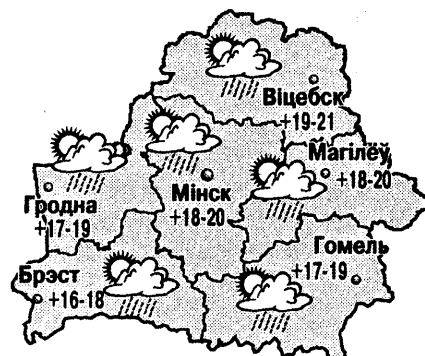 Віцебск
+19-21
Магілёў
+18-20
Мінск
+18-20
Гродна
+17-19
Гомель
+17-19
Брэст
+16-18